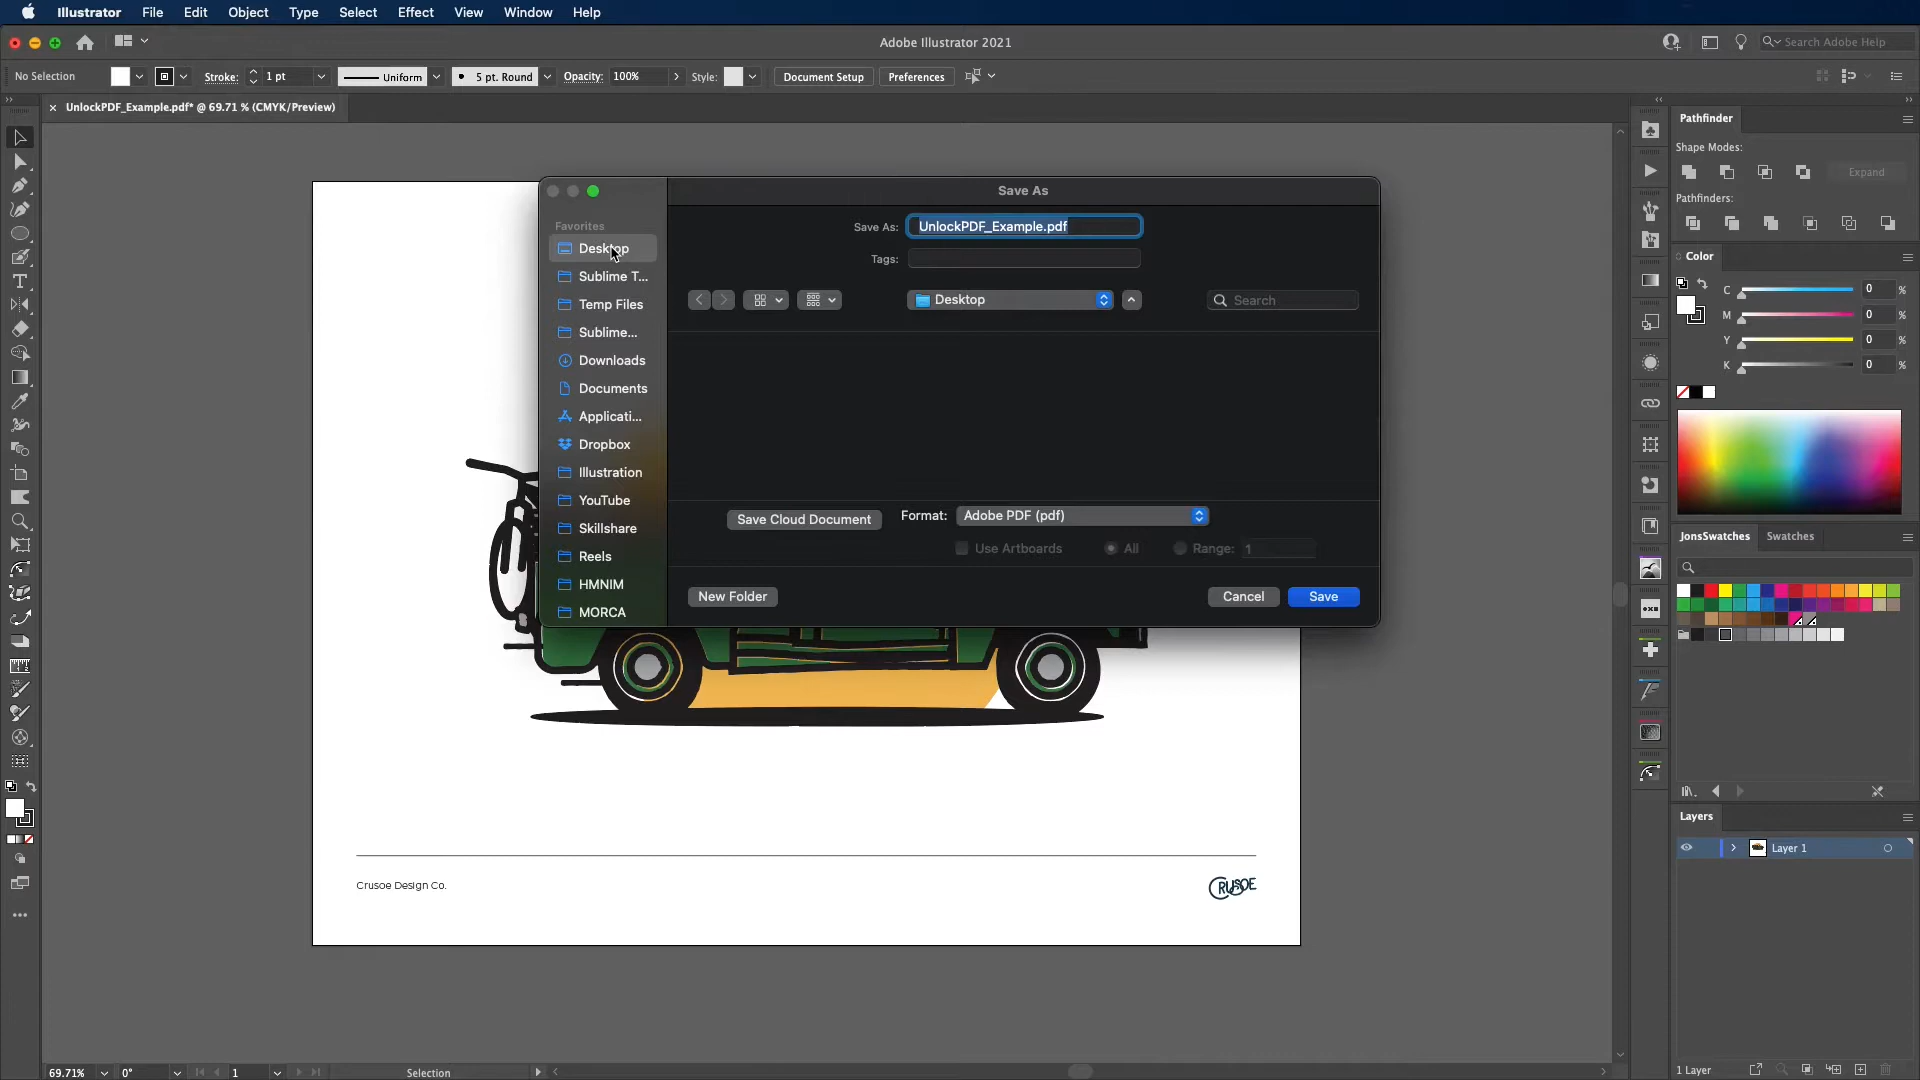 Illustrator File Edit Object Type Select Effect View Window Help
Adobe Illustrator 2021
Search Adobe Help
No Selection Stroke: 1 pt Uniform 5 pt. Round Opacity: 100% Style: Document Setup Preferences
UnlockPDF_Example.pdf* @ 69.71 % (CMYK/Preview)
Save As
Favorites
Desktop
Sublime T...
Temp Files
Sublime...
Downloads
Documents
Applicati...
Dropbox
Illustration
YouTube
Skillshare
Reels
HMNIM
MORCA
Save As: UnlockPDF_Example.pdf
Tags:
Desktop
Search
Save Cloud Document Format: Adobe PDF (pdf)
Use Artboards All Range: 1
New Folder Cancel Save
Crusoe Design Co.
CRUSOE
Pathfinder
Shape Modes:
Expand
Pathfinders:
Color
C 0 %
M 0 %
Y 0 %
K 0 %
JonsSwatches Swatches
Layers
Layer 1
1 Layer
69.71% 0° 1 Selection